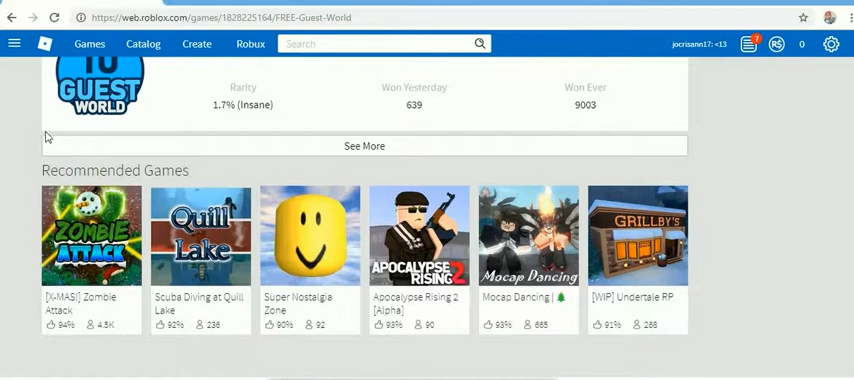 https://web.roblox.com/games/1828225164/FREE-Guest-World
Games Catalog Create Robux Search jocrisann17: <13 7 R$ 0
TO
GUEST
WORLD
Rarity Won Yesterday Won Ever
1.7% (Insane) 639 9003
See More
Recommended Games
ZOMBIE
ATTACK
Quill
Lake
APOCALYPSE
RISING 2
Mocap Dancing
GRILLBY'S
[X-MAS!] Zombie
Attack
94% 4.5K
Scuba Diving at Quill
Lake
92% 236
Super Nostalgia
Zone
90% 92
Apocalypse Rising 2
[Alpha]
93% 90
Mocap Dancing | 🌲
93% 665
[WIP] Undertale RP
91% 268